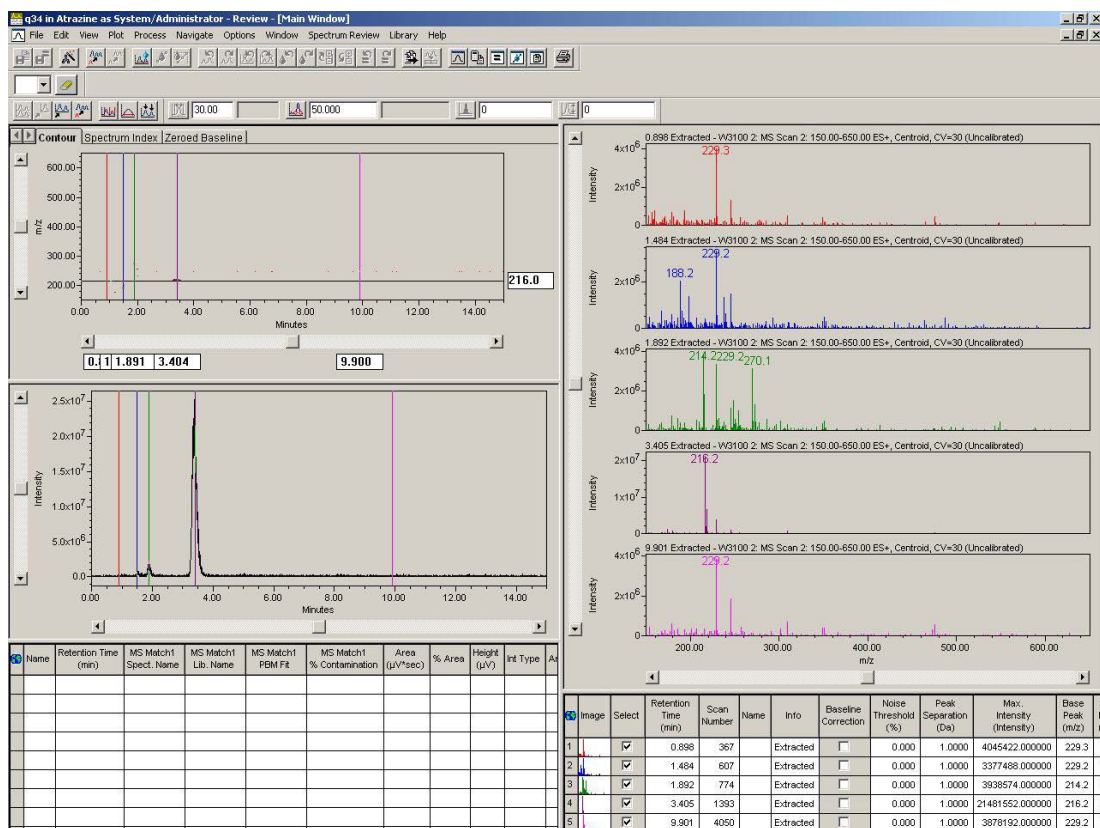 q34 in Atrazine as System/Administrator - Review - [Main Window]
File Edit View Plot Process Navigate Options Window Spectrum Review Library Help
30.00 50.000 0 0
Contour Spectrum Index Zeroed Baseline
600.00
500.00
400.00
300.00
200.00
m/z
216.0
0.00 2.00 4.00 6.00 8.00 10.00 12.00 14.00
Minutes
1.891 3.404 9.900
2.5x10⁷
2.0x10⁷
1.5x10⁷
1.0x10⁷
5.0x10⁶
0.0
Intensity
0.00 2.00 4.00 6.00 8.00 10.00 12.00 14.00
Minutes
Name Retention Time (min) MS Match1 Spect. Name MS Match1 Lib. Name MS Match1 PBM Fit MS Match1 % Contamination Area (µV*sec) % Area Height (µV) Int Type
0.898 Extracted - W3100 2: MS Scan 2: 150.00-650.00 ES+, Centroid, CV=30 (Uncalibrated)
4x10⁶
229.3
Intensity
2x10⁶
0
1.484 Extracted - W3100 2: MS Scan 2: 150.00-650.00 ES+, Centroid, CV=30 (Uncalibrated)
229.2
188.2
Intensity
2x10⁶
0
1.892 Extracted - W3100 2: MS Scan 2: 150.00-650.00 ES+, Centroid, CV=30 (Uncalibrated)
4x10⁶
214.2 229.2 270.1
Intensity
2x10⁶
0
3.405 Extracted - W3100 2: MS Scan 2: 150.00-650.00 ES+, Centroid, CV=30 (Uncalibrated)
2x10⁷
216.2
Intensity
1x10⁷
0
9.901 Extracted - W3100 2: MS Scan 2: 150.00-650.00 ES+, Centroid, CV=30 (Uncalibrated)
4x10⁶
229.2
Intensity
2x10⁶
0
200.00 300.00 400.00 500.00 600.00
m/z
Image Select Retention Time (min) Scan Number Name Info Baseline Correction Noise Threshold (%) Peak Separation (Da) Max. Intensity (Intensity) Base Peak (m/z)
1 0.898 367 Extracted 0.000 1.0000 4045422.000000 229.3
2 1.484 607 Extracted 0.000 1.0000 3377488.000000 229.2
3 1.892 774 Extracted 0.000 1.0000 3938574.000000 214.2
4 3.405 1393 Extracted 0.000 1.0000 21481552.000000 216.2
5 9.901 4050 Extracted 0.000 1.0000 3878192.000000 229.2